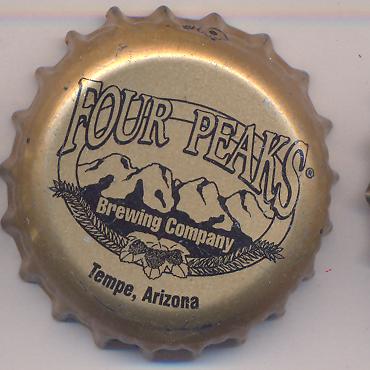 FOUR PEAKS®
Brewing Company
Tempe, Arizona